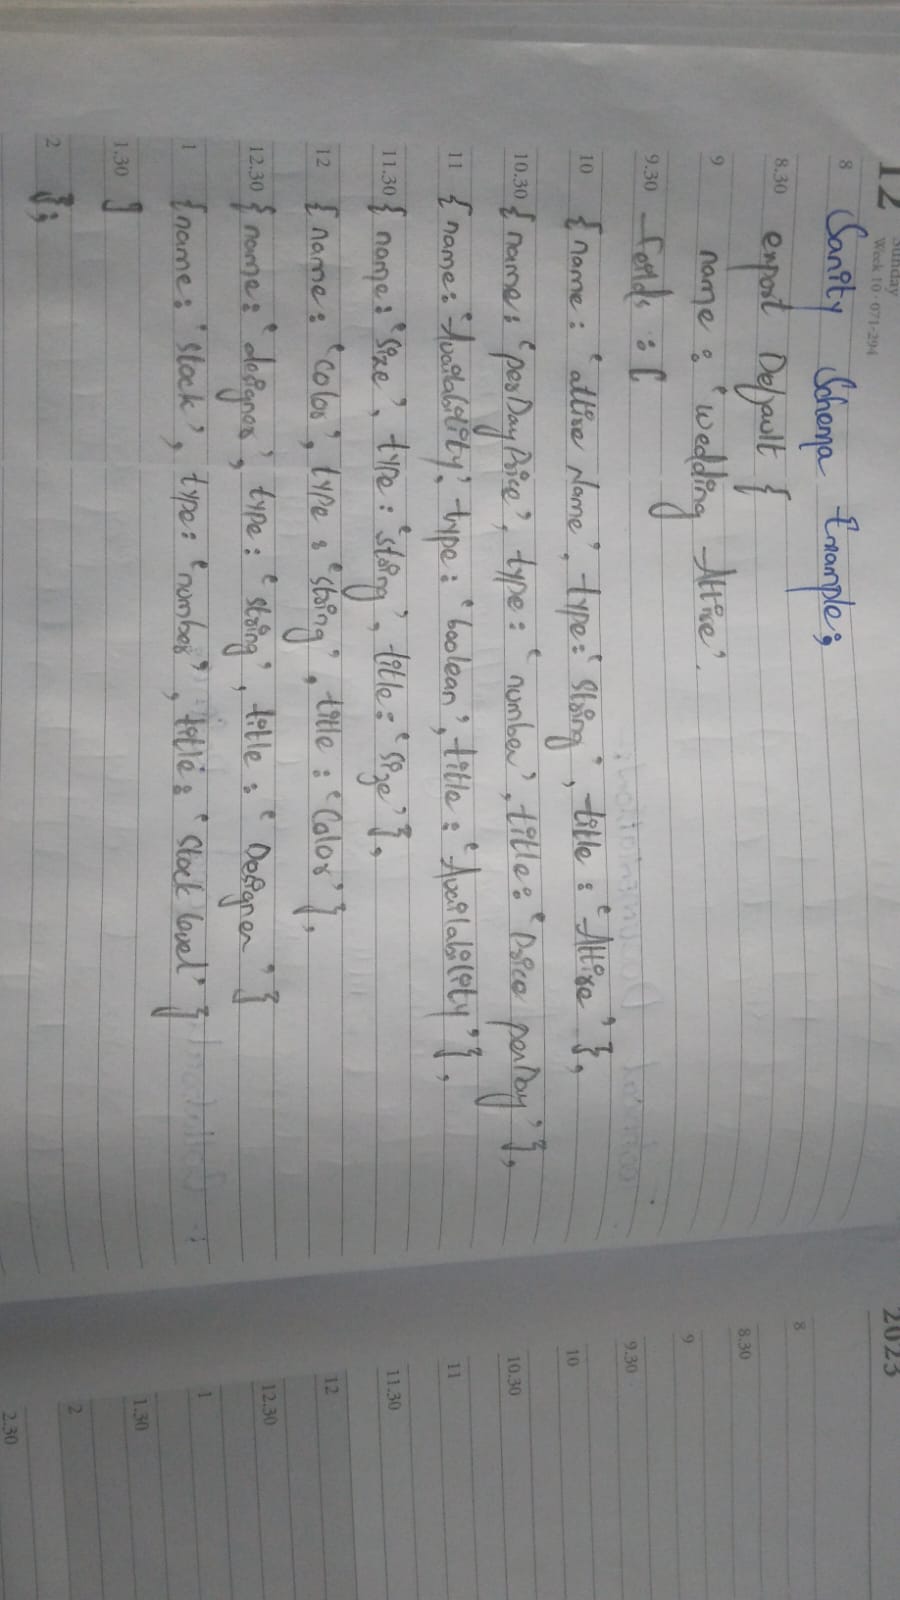 12 Sunday
Week 10 · 071-294
8 Sanity Schema Example;
8.30 export Default {
9 name: 'wedding Attire'.
9.30 feilds : [
10 {name: 'attire Name', type: 'string', title: 'Attire'},
10.30 {name: 'perDayPrice', type: 'number', title: 'Price perDay'},
11 {name: 'Availability', type: 'boolean', title: 'Availability'},
11.30 {name: 'size', type: 'string', title: 'size'},
12 {name: 'color', type: 'string', title: 'Color'},
12.30 {name: 'designer', type: 'string', title: 'Designer'}
1 {name: 'stock', type: 'number', title: 'Stock level'}
1.30 ]
2 };
2023
8
8.30
9
9.30
10
10.30
11
11.30
12
12.30
1
1.30
2
2.30